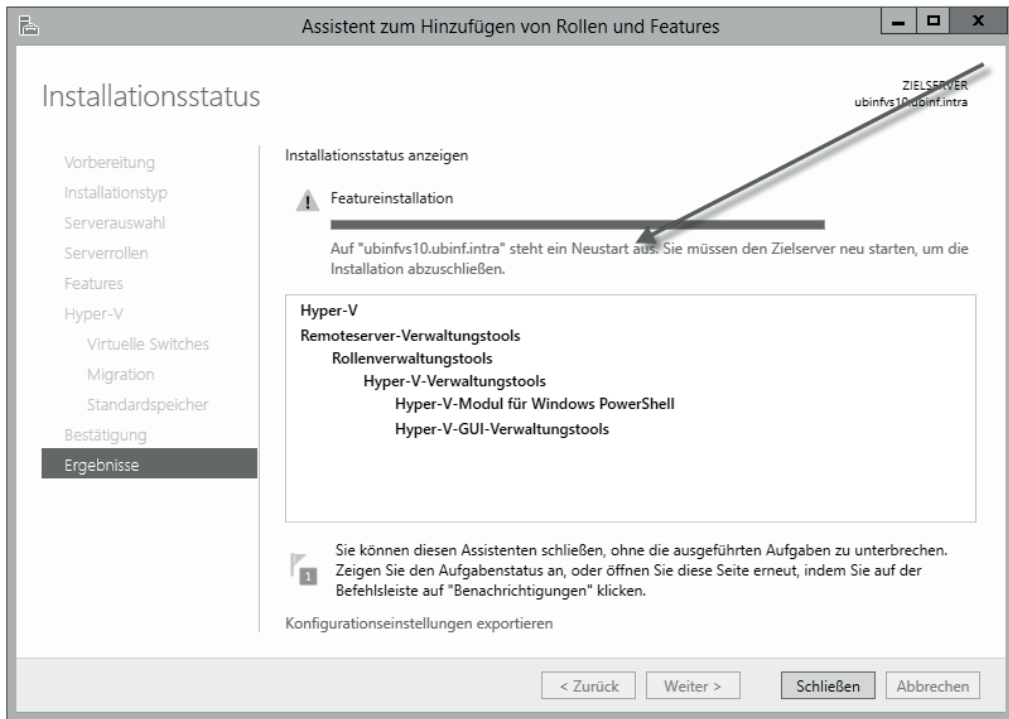 Assistent zum Hinzufügen von Rollen und Features
Installationsstatus
ZIELSERVER
ubinfvs10.ubinf.intra
Vorbereitung
Installationstyp
Serverauswahl
Serverrollen
Features
Hyper-V
Virtuelle Switches
Migration
Standardspeicher
Bestätigung
Ergebnisse
Installationsstatus anzeigen
Featureinstallation
Auf "ubinfvs10.ubinf.intra" steht ein Neustart aus. Sie müssen den Zielserver neu starten, um die
Installation abzuschließen.
Hyper-V
Remoteserver-Verwaltungstools
Rollenverwaltungstools
Hyper-V-Verwaltungstools
Hyper-V-Modul für Windows PowerShell
Hyper-V-GUI-Verwaltungstools
1
Sie können diesen Assistenten schließen, ohne die ausgeführten Aufgaben zu unterbrechen.
Zeigen Sie den Aufgabenstatus an, oder öffnen Sie diese Seite erneut, indem Sie auf der
Befehlsleiste auf "Benachrichtigungen" klicken.
Konfigurationseinstellungen exportieren
< Zurück
Weiter >
Schließen
Abbrechen